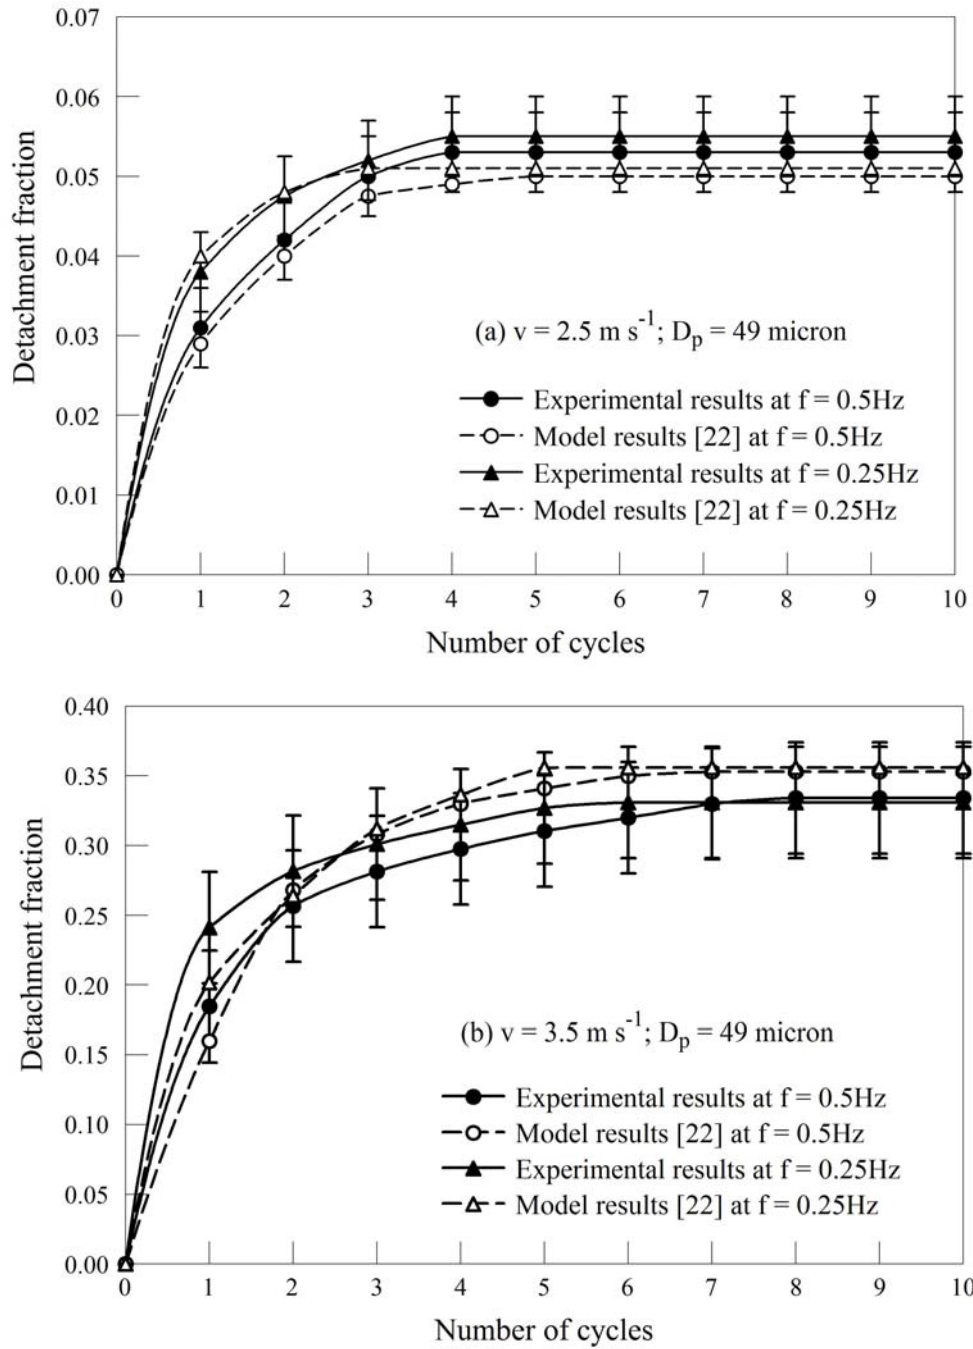 0.07
0.06
0.05
0.04
0.03
0.02
0.01
0.00
Detachment fraction
(a) v = 2.5 m s⁻¹; Dₚ = 49 micron
Experimental results at f = 0.5Hz
Model results [22] at f = 0.5Hz
Experimental results at f = 0.25Hz
Model results [22] at f = 0.25Hz
0 1 2 3 4 5 6 7 8 9 10
Number of cycles
0.40
0.35
0.30
0.25
0.20
0.15
0.10
0.05
0.00
Detachment fraction
(b) v = 3.5 m s⁻¹; Dₚ = 49 micron
Experimental results at f = 0.5Hz
Model results [22] at f = 0.5Hz
Experimental results at f = 0.25Hz
Model results [22] at f = 0.25Hz
0 1 2 3 4 5 6 7 8 9 10
Number of cycles